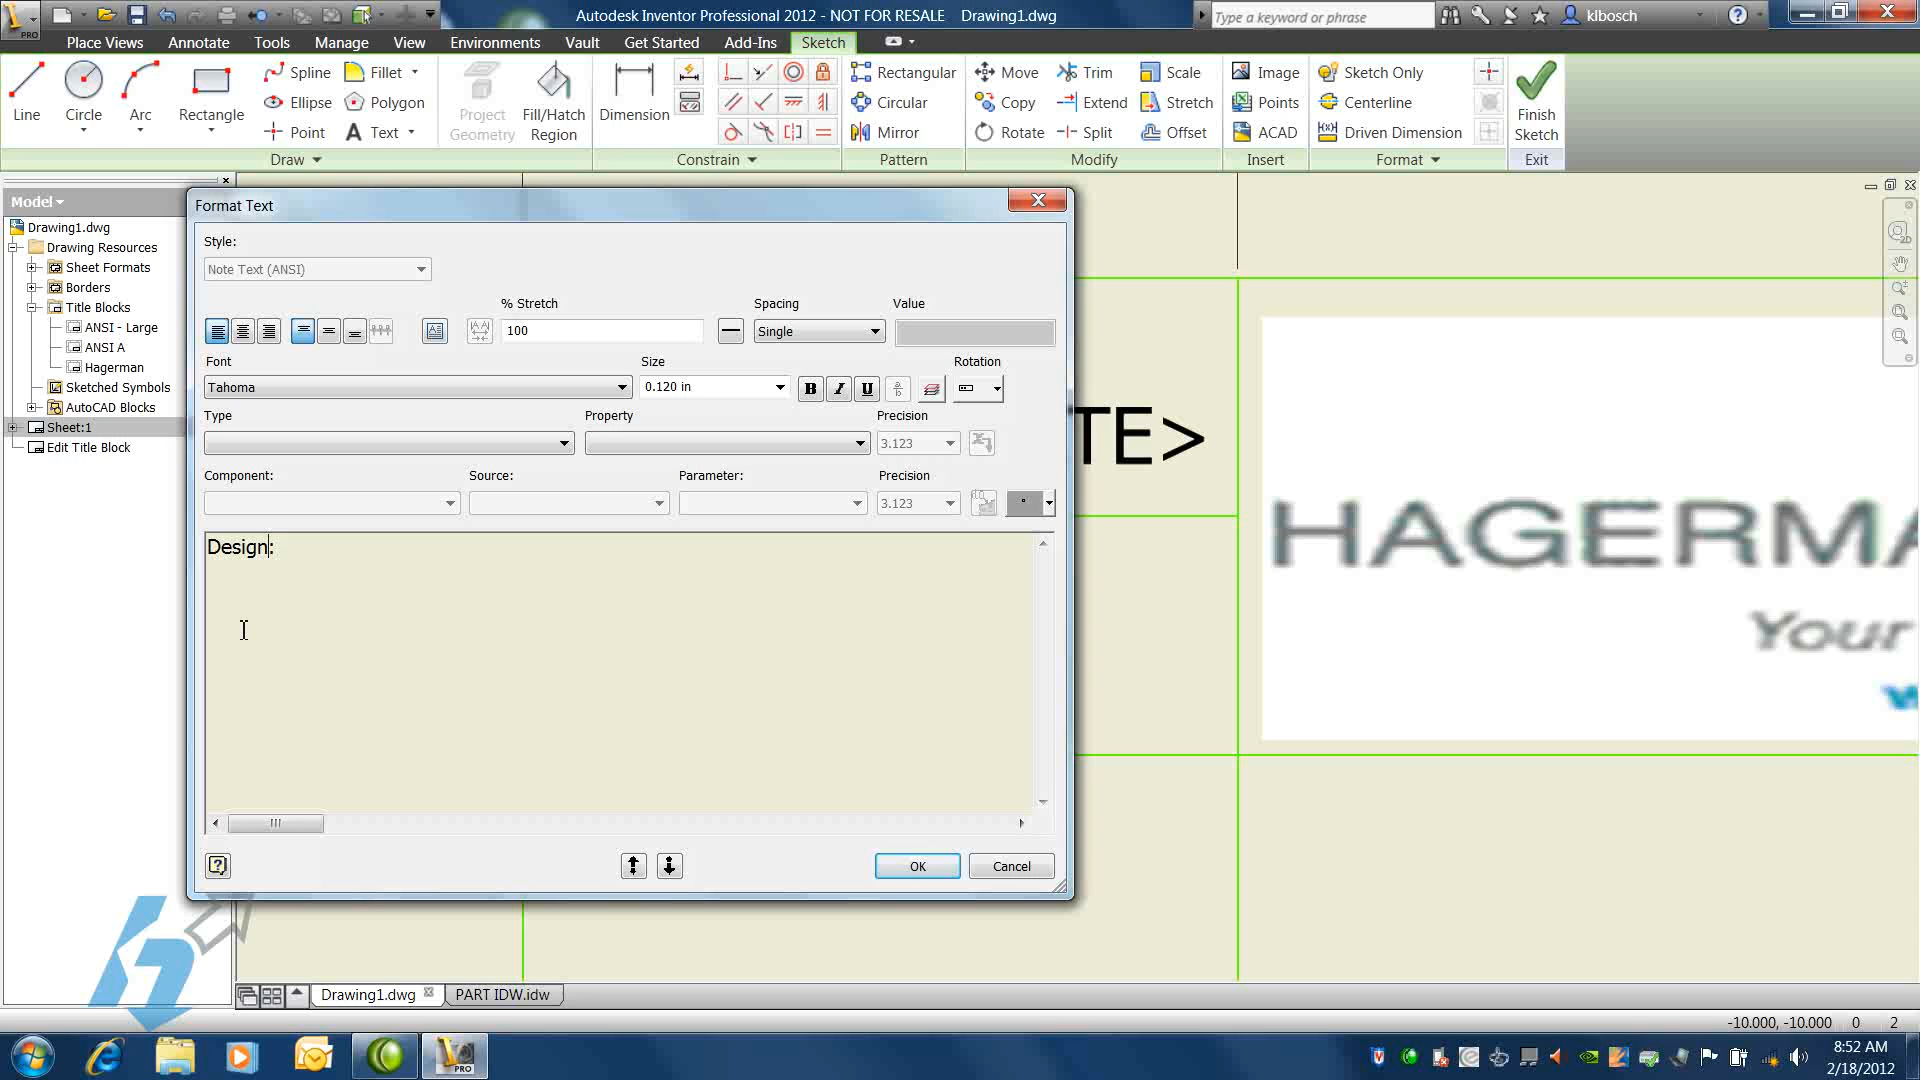 Autodesk Inventor Professional 2012 - NOT FOR RESALE Drawing1.dwg
Type a keyword or phrase
klbosch
PRO
Place Views Annotate Tools Manage View Environments Vault Get Started Add-Ins Sketch
Line Circle Arc Rectangle
Spline Ellipse Point
Fillet Polygon Text
Project Geometry
Fill/Hatch Region
Dimension
Rectangular Circular Mirror
Move Copy Rotate
Trim Extend Split
Scale Stretch Offset
Image Points ACAD
Sketch Only Centerline Driven Dimension
Finish Sketch
Draw Constrain Pattern Modify Insert Format Exit
Model
Drawing1.dwg
Drawing Resources
Sheet Formats
Borders
Title Blocks
ANSI - Large
ANSI A
Hagerman
Sketched Symbols
AutoCAD Blocks
Sheet:1
Edit Title Block
Format Text
Style:
Note Text (ANSI)
% Stretch Spacing Value
100 Single
Font Size Rotation
Tahoma 0.120 in B I U
Type Property Precision
3.123
Component: Source: Parameter: Precision
3.123
Design:
OK Cancel
TE>
HAGERMA
Your
Drawing1.dwg PART IDW.idw
-10.000, -10.000 0 2
PRO
8:52 AM
2/18/2012